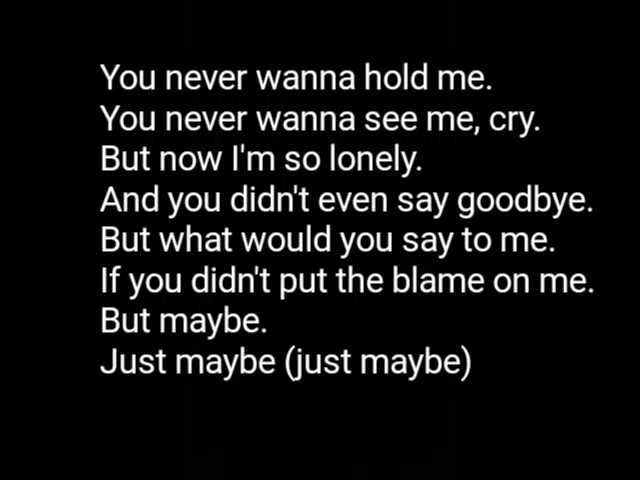 You never wanna hold me.
You never wanna see me, cry.
But now I'm so lonely.
And you didn't even say goodbye.
But what would you say to me.
If you didn't put the blame on me.
But maybe.
Just maybe (just maybe)